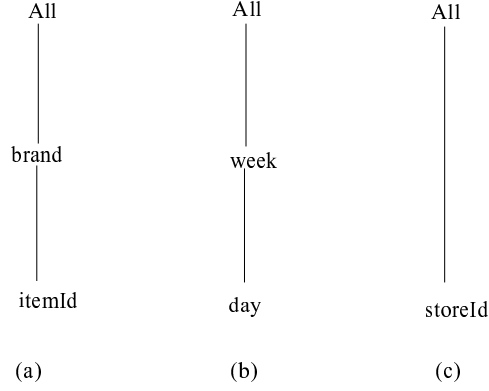 All All All
brand week
itemId day storeId
(a) (b) (c)